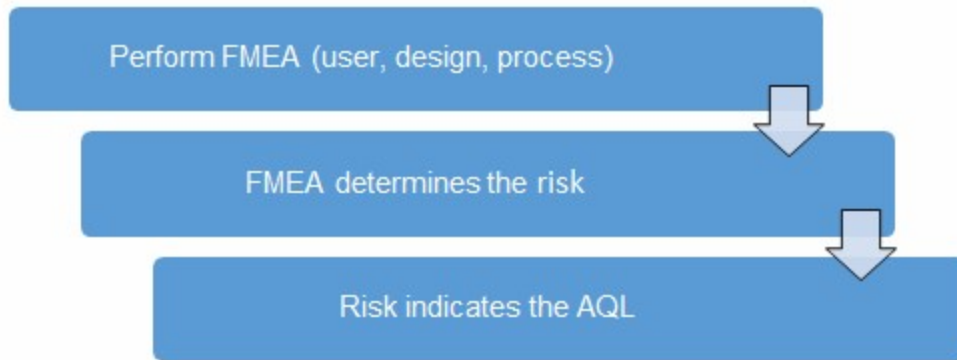 Perform FMEA (user, design, process)
FMEA determines the risk
Risk indicates the AQL